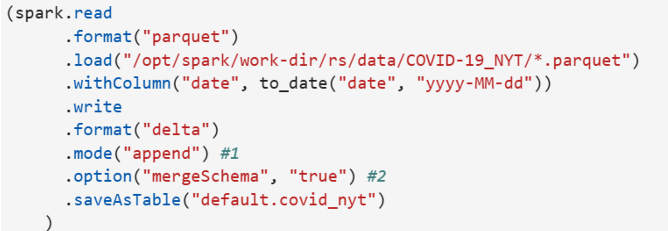 (spark.read
.format("parquet")
.load("/opt/spark/work-dir/rs/data/COVID-19_NYT/*.parquet")
.withColumn("date", to_date("date", "yyyy-MM-dd"))
.write
.format("delta")
.mode("append") #1
.option("mergeSchema", "true") #2
.saveAsTable("default.covid_nyt")
)